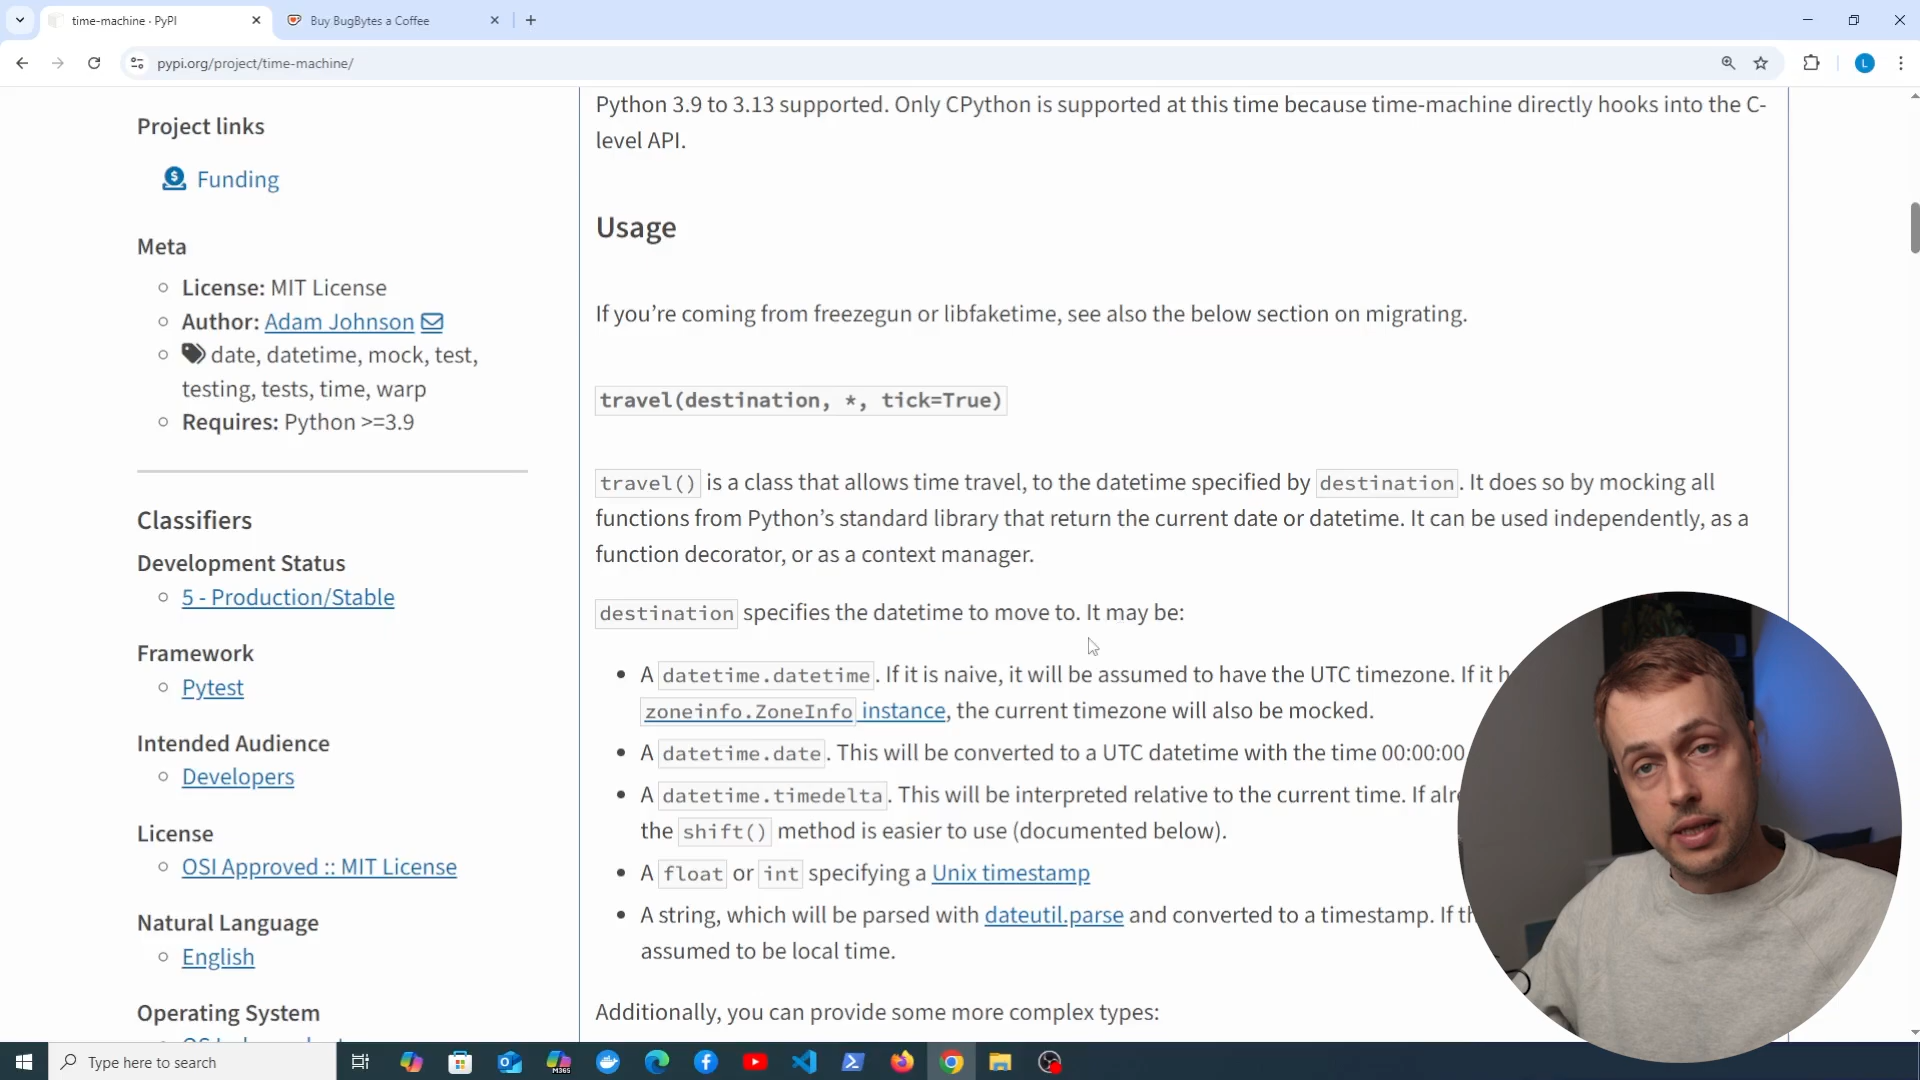 time-machine · PyPI
Buy BugBytes a Coffee
pypi.org/project/time-machine/
L
Project links
Funding
Meta
License: MIT License
Author: Adam Johnson
date, datetime, mock, test,
testing, tests, time, warp
Requires: Python >=3.9
Classifiers
Development Status
5 - Production/Stable
Framework
Pytest
Intended Audience
Developers
License
OSI Approved :: MIT License
Natural Language
English
Operating System
Python 3.9 to 3.13 supported. Only CPython is supported at this time because time-machine directly hooks into the C-
level API.
Usage
If you’re coming from freezegun or libfaketime, see also the below section on migrating.
travel(destination, *, tick=True)
travel() is a class that allows time travel, to the datetime specified by destination. It does so by mocking all
functions from Python’s standard library that return the current date or datetime. It can be used independently, as a
function decorator, or as a context manager.
destination specifies the datetime to move to. It may be:
A datetime.datetime. If it is naive, it will be assumed to have the UTC timezone. If it
zoneinfo.ZoneInfo instance, the current timezone will also be mocked.
A datetime.date. This will be converted to a UTC datetime with the time 00:00:00
A datetime.timedelta. This will be interpreted relative to the current time. If
the shift() method is easier to use (documented below).
A float or int specifying a Unix timestamp
A string, which will be parsed with dateutil.parse and converted to a timestamp. If
assumed to be local time.
Additionally, you can provide some more complex types:
Type here to search
M365